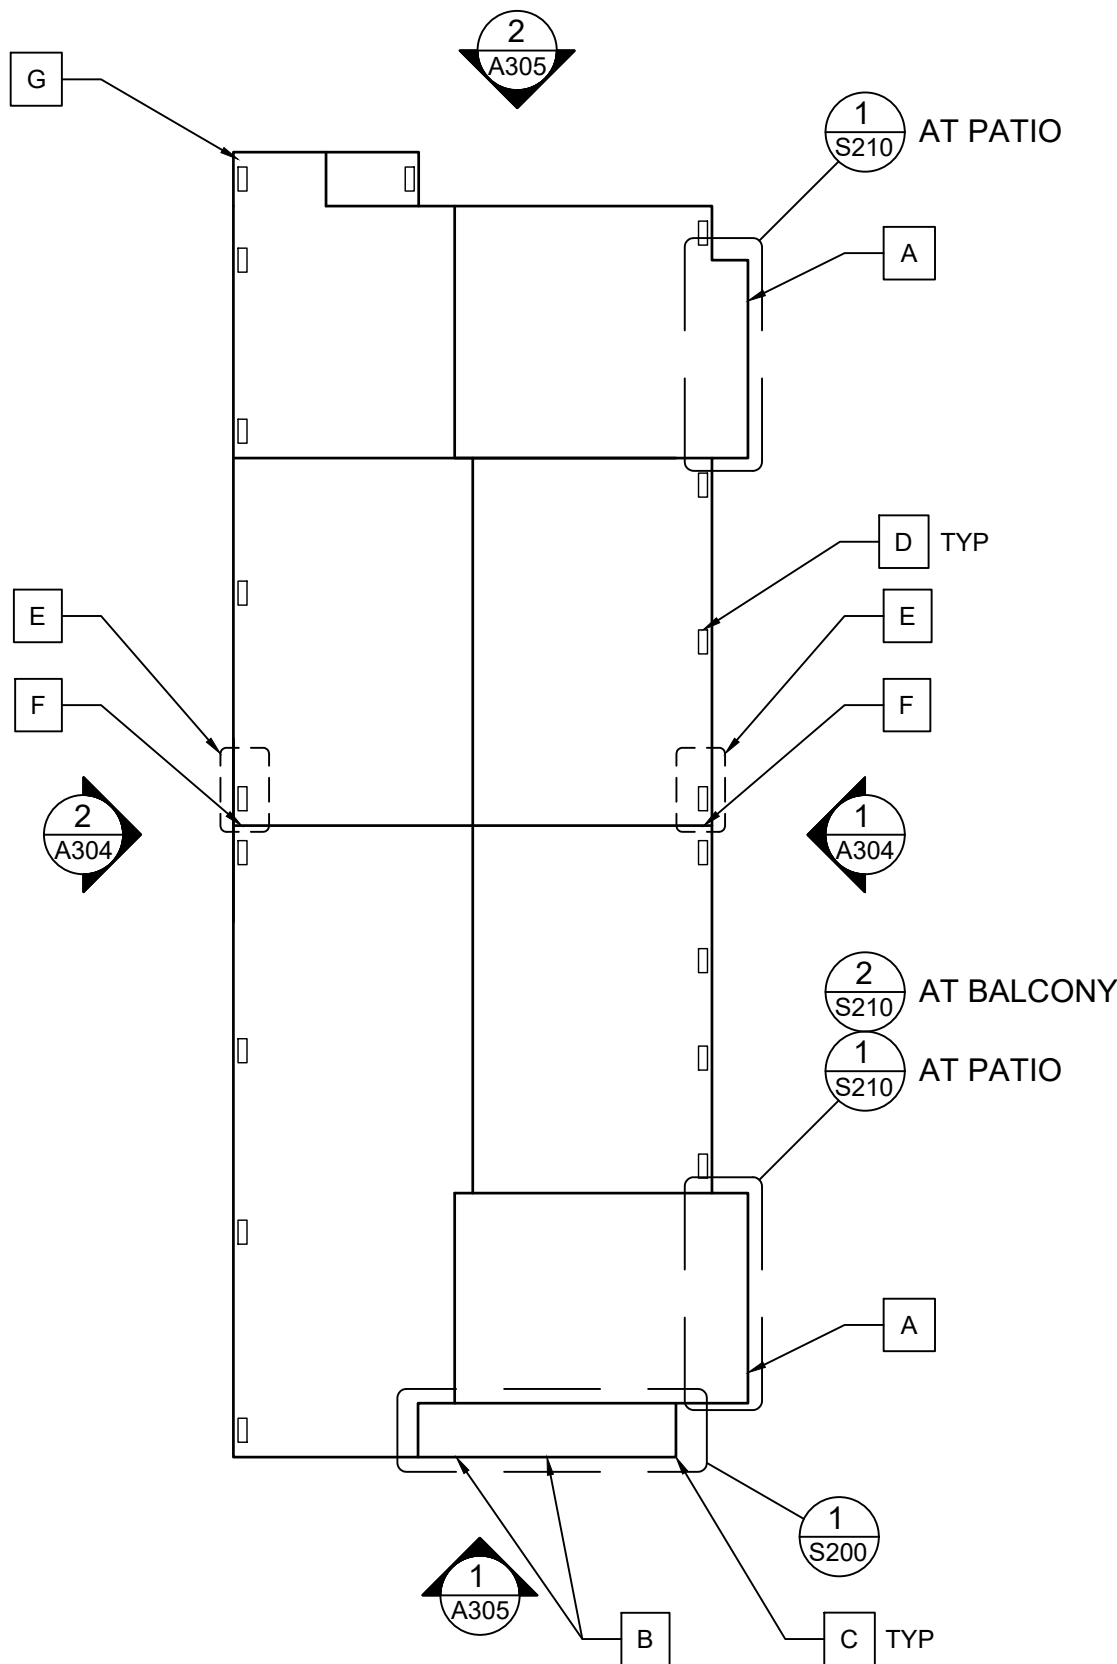 2
A305
G
1
S210
AT PATIO
A
D
TYP
E
E
F
F
2
A304
1
A304
2
S210
AT BALCONY
1
S210
AT PATIO
A
1
S200
1
A305
B
C
TYP